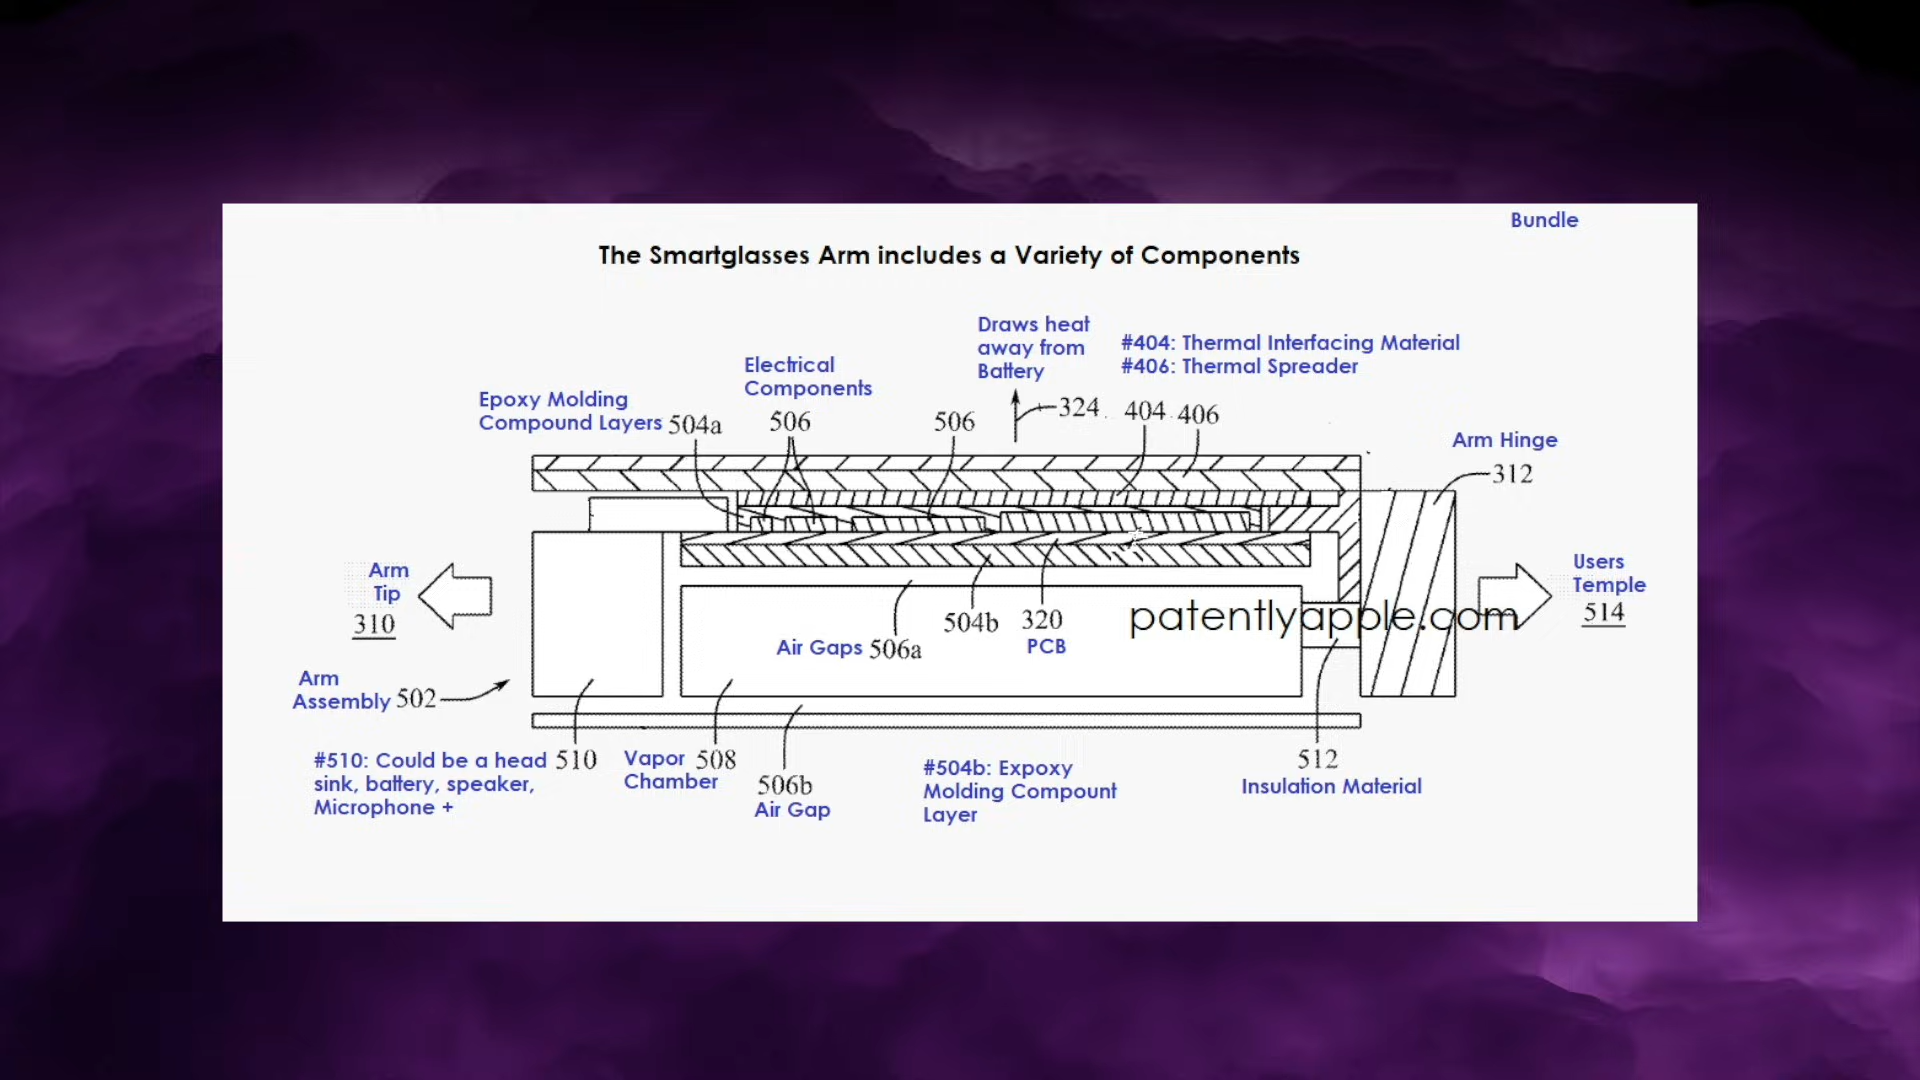 Bundle
The Smartglasses Arm includes a Variety of Components
Draws heat
away from
Battery
#404: Thermal Interfacing Material
#406: Thermal Spreader
Electrical
Components
Epoxy Molding
Compound Layers 504a
506
506
324
404
406
Arm Hinge
312
Arm
Tip
310
Users
Temple
514
504b
320
PCB
patentlyapple.com
Air Gaps 506a
Arm
Assembly 502
#510: Could be a head 510
sink, battery, speaker,
Microphone +
Vapor 508
Chamber
506b
Air Gap
#504b: Expoxy
Molding Compount
Layer
512
Insulation Material